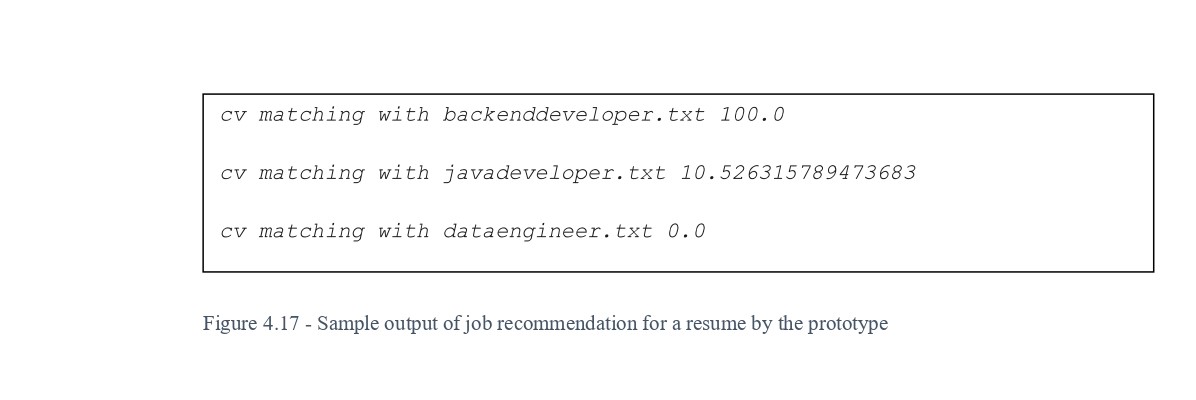 cv matching with backenddeveloper.txt 100.0
cv matching with javadeveloper.txt 10.526315789473683
cv matching with dataengineer.txt 0.0
Figure 4.17 - Sample output of job recommendation for a resume by the prototype